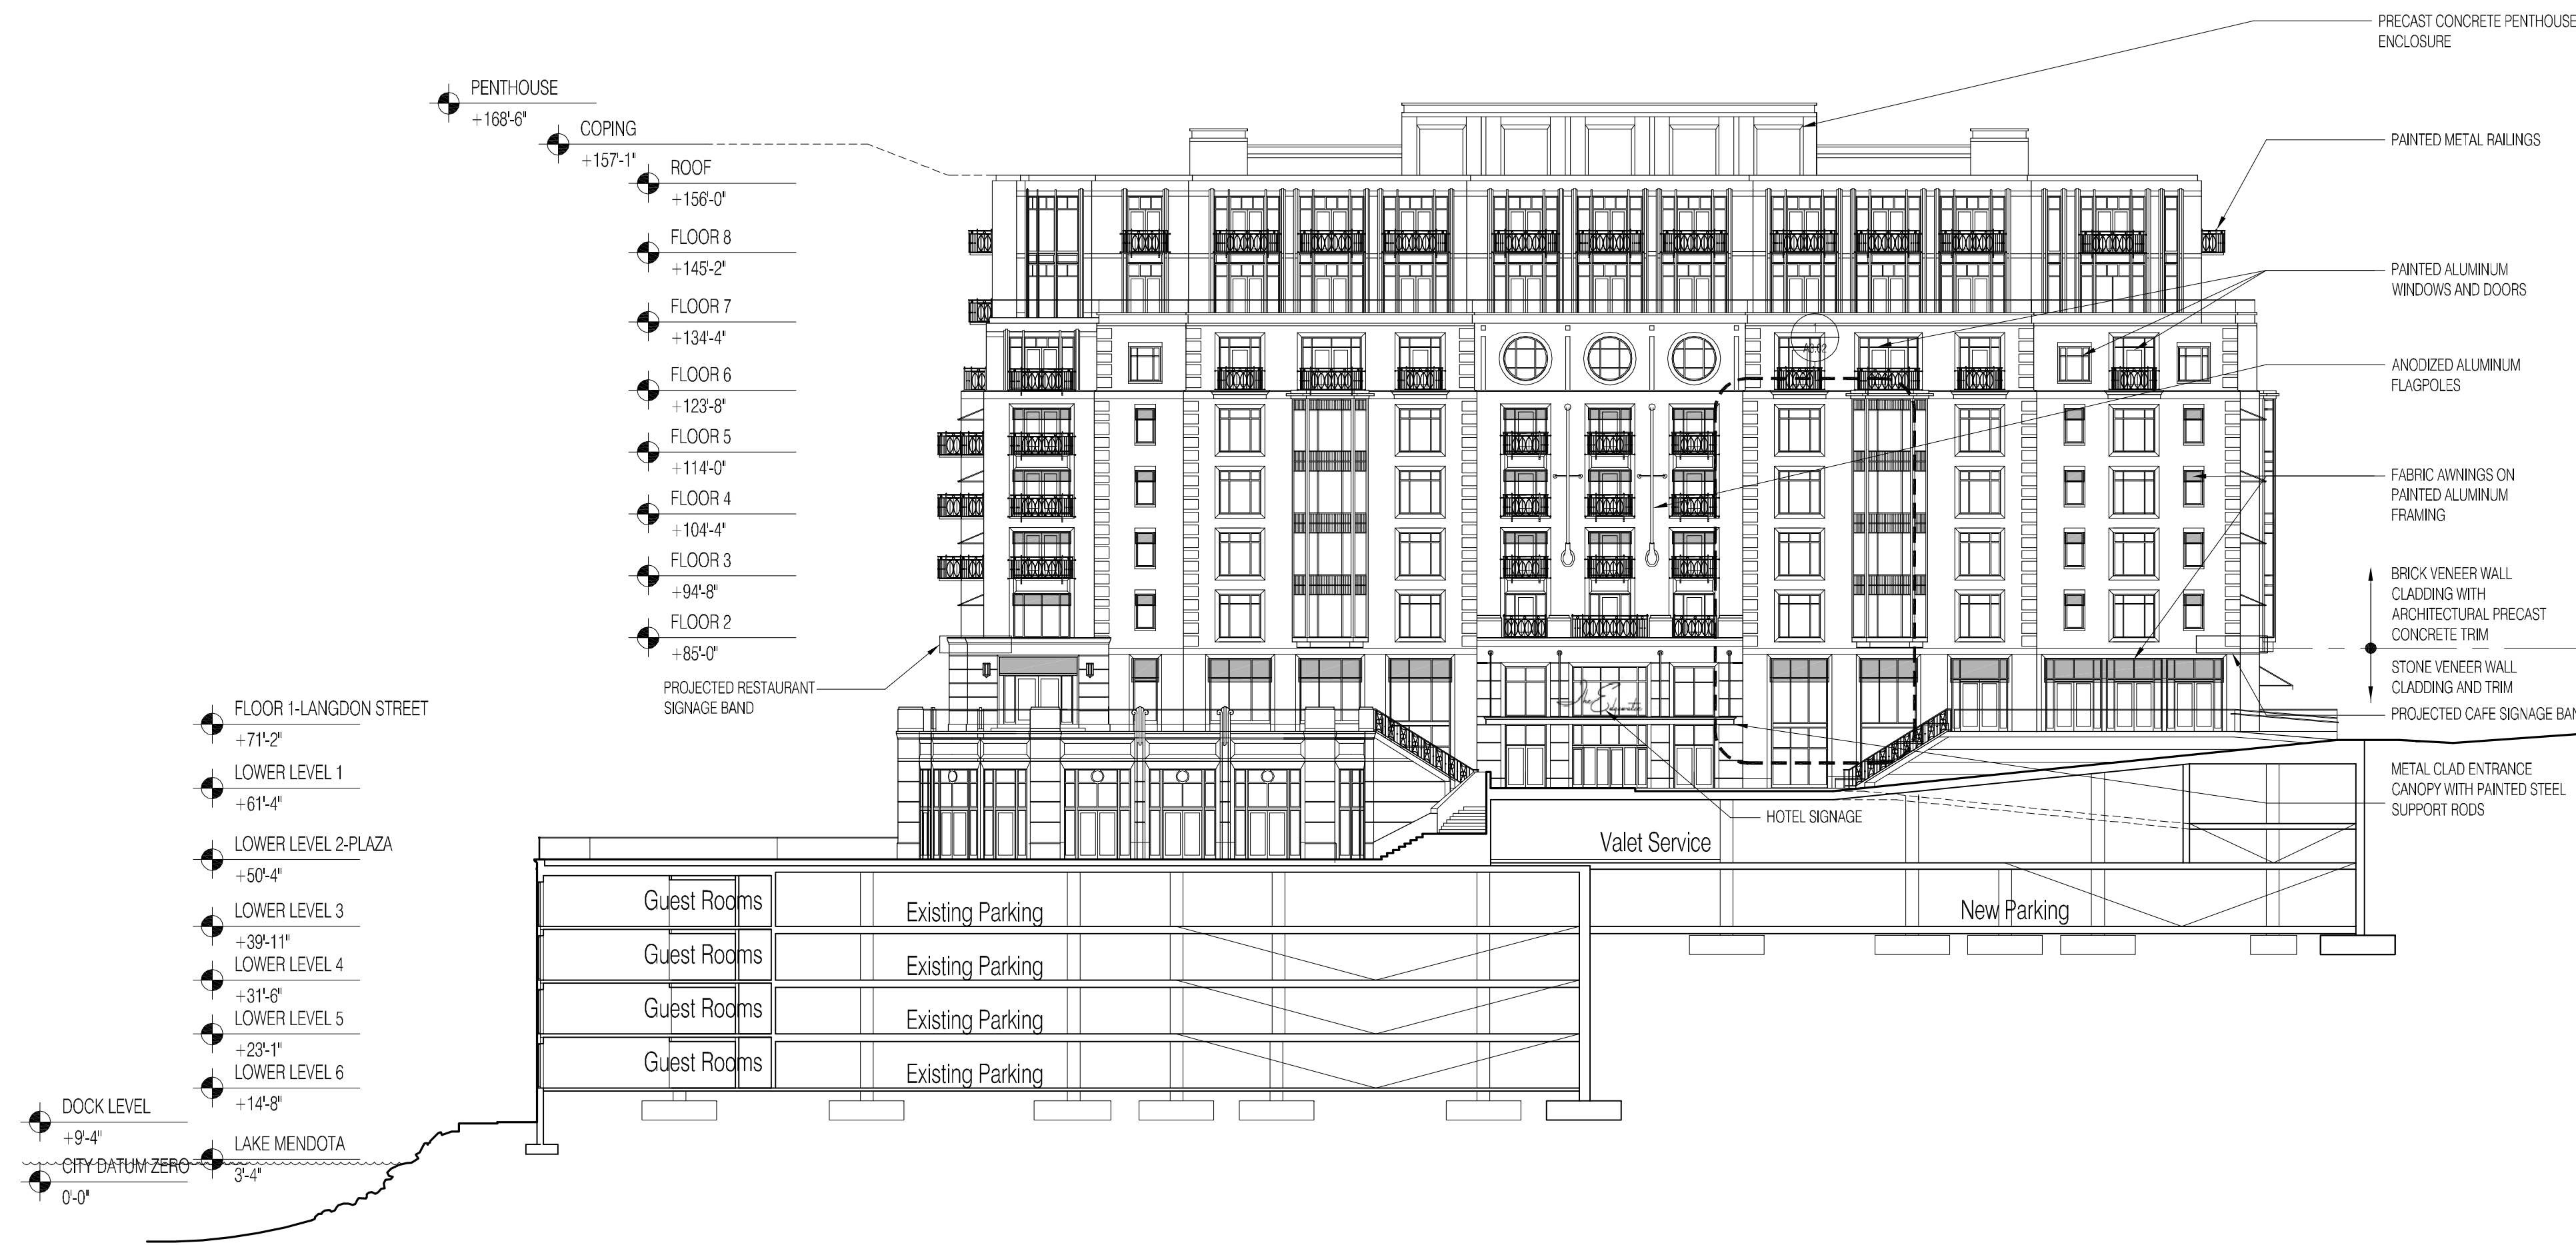 PRECAST CONCRETE PENTHOUSE
ENCLOSURE
PENTHOUSE
+168'-6"
COPING
+157'-1"
ROOF
+156'-0"
FLOOR 8
+145'-2"
FLOOR 7
+134'-4"
FLOOR 6
+123'-8"
FLOOR 5
+114'-0"
FLOOR 4
+104'-4"
FLOOR 3
+94'-8"
FLOOR 2
+85'-0"
PROJECTED RESTAURANT
SIGNAGE BAND
FLOOR 1-LANGDON STREET
+71'-2"
LOWER LEVEL 1
+61'-4"
LOWER LEVEL 2-PLAZA
+50'-4"
LOWER LEVEL 3
+39'-11"
LOWER LEVEL 4
+31'-6"
LOWER LEVEL 5
+23'-1"
LOWER LEVEL 6
+14'-8"
DOCK LEVEL
+9'-4"
LAKE MENDOTA
3'-4"
CITY DATUM ZERO
0'-0"
PAINTED METAL RAILINGS
PAINTED ALUMINUM
WINDOWS AND DOORS
1
A3.02
ANODIZED ALUMINUM
FLAGPOLES
FABRIC AWNINGS ON
PAINTED ALUMINUM
FRAMING
BRICK VENEER WALL
CLADDING WITH
ARCHITECTURAL PRECAST
CONCRETE TRIM
STONE VENEER WALL
CLADDING AND TRIM
PROJECTED CAFE SIGNAGE BAN
METAL CLAD ENTRANCE
CANOPY WITH PAINTED STEEL
SUPPORT RODS
The Edgewater
HOTEL SIGNAGE
Valet Service
New Parking
Guest Rooms
Existing Parking
Guest Rooms
Existing Parking
Guest Rooms
Existing Parking
Guest Rooms
Existing Parking